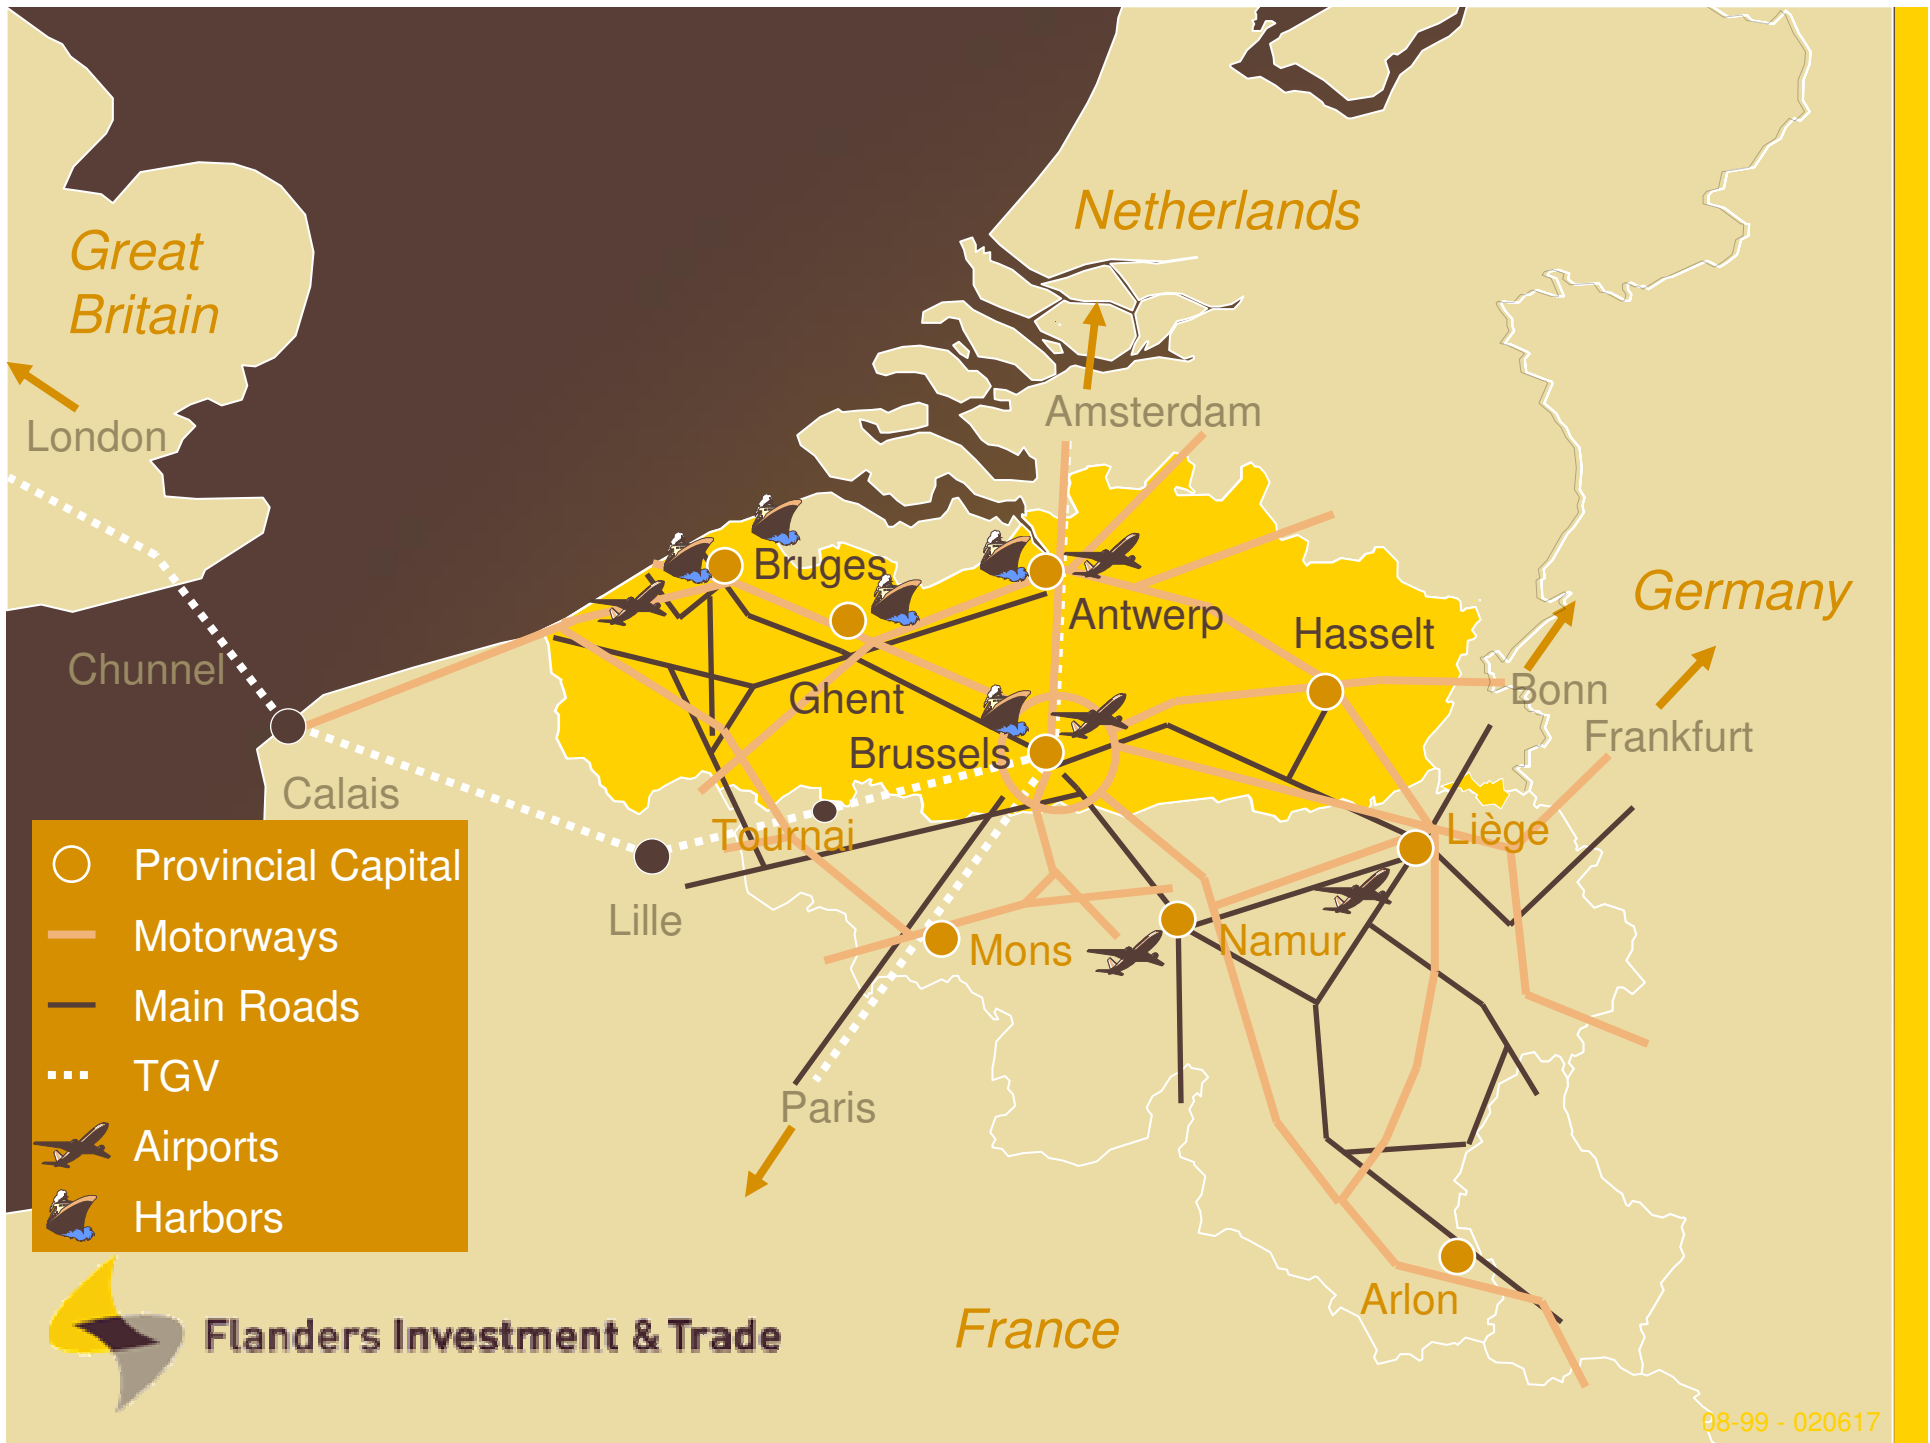 Netherlands
Great
Britain
Amsterdam
London
Bruges
Germany
Antwerp
Hasselt
Chunnel
Ghent
Bonn
Brussels
Frankfurt
Calais
Tournai
Liège
Lille
Mons
Namur
Provincial Capital
Motorways
Main Roads
TGV
Airports
Harbors
Paris
Arlon
France
Flanders Investment & Trade
08-99 - 020617